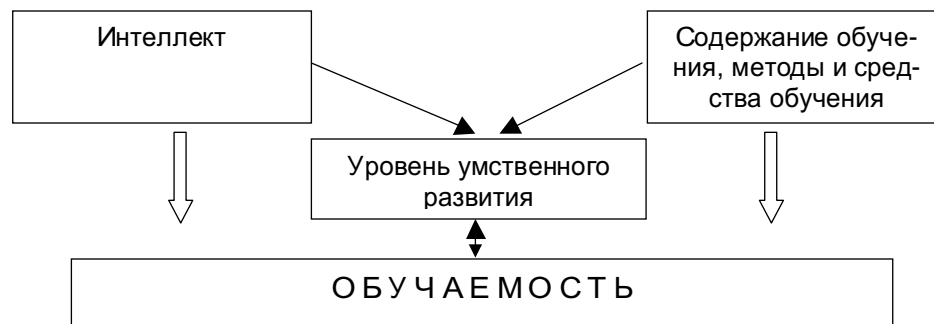 Интеллект
Содержание обуче-
ния, методы и сред-
ства обучения
Уровень умственного
развития
ОБУЧАЕМОСТЬ